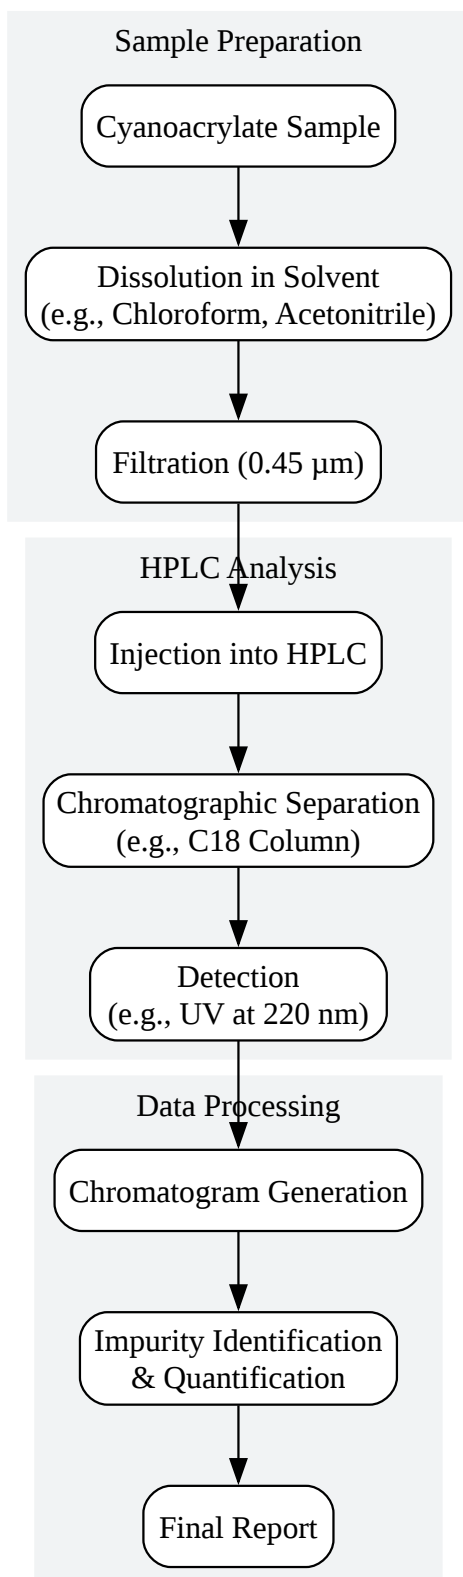 Sample Preparation
Cyanoacrylate Sample
Dissolution in Solvent
(e.g., Chloroform, Acetonitrile)
Filtration (0.45 µm)
HPLC Analysis
Injection into HPLC
Chromatographic Separation
(e.g., C18 Column)
Detection
(e.g., UV at 220 nm)
Data Processing
Chromatogram Generation
Impurity Identification
& Quantification
Final Report